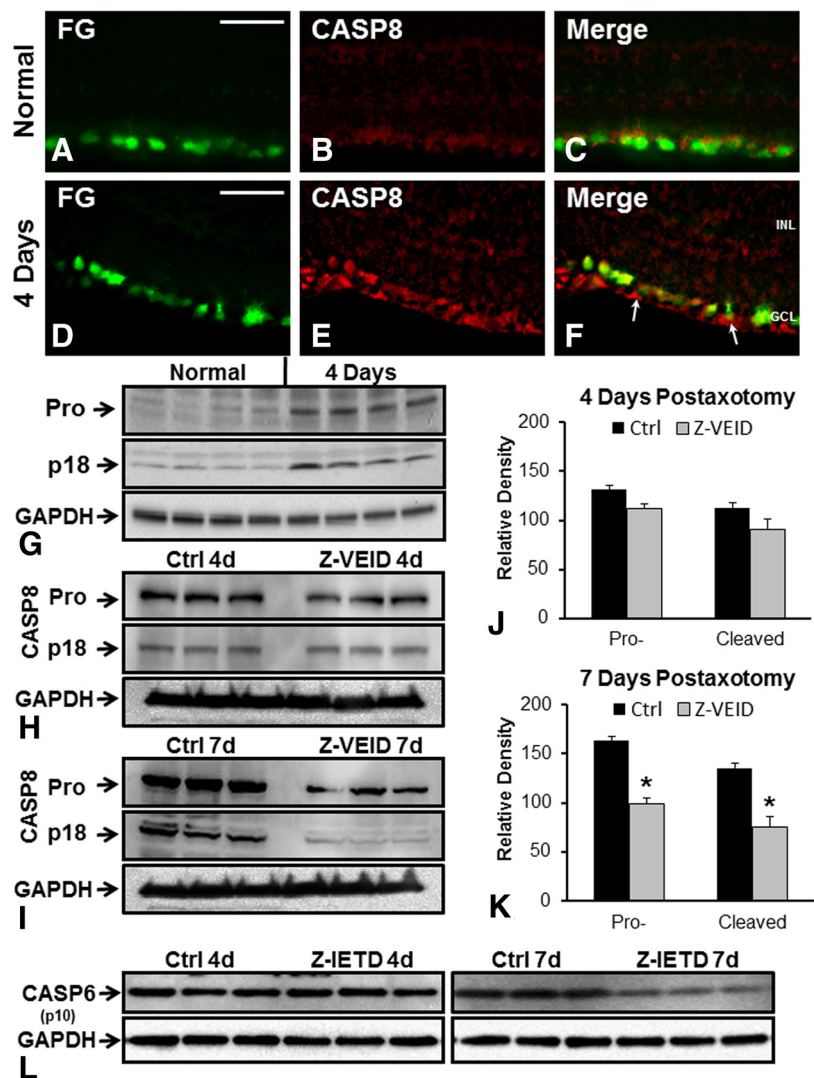 FG
CASP8
Merge
Normal
A
B
C
FG
CASP8
Merge
4 Days
INL
GCL
D
E
F
Normal
4 Days
Pro
p18
GAPDH
G
Ctrl 4d
Z-VEID 4d
CASP8
Pro
p18
GAPDH
H
Ctrl 7d
Z-VEID 7d
CASP8
Pro
p18
GAPDH
I
4 Days Postaxotomy
Ctrl
Z-VEID
Relative Density
200
150
100
50
0
Pro-
Cleaved
J
7 Days Postaxotomy
Ctrl
Z-VEID
Relative Density
200
150
100
50
0
*
*
Pro-
Cleaved
K
Ctrl 4d
Z-IETD 4d
Ctrl 7d
Z-IETD 7d
CASP6
(p10)
GAPDH
L